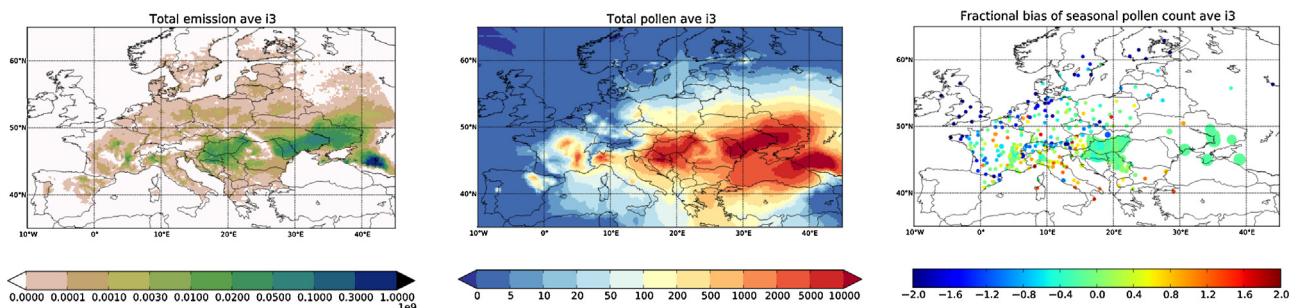 Total emission ave i3
60°N
50°N
40°N
10°W 0° 10°E 20°E 30°E 40°E
0.0000 0.0001 0.0010 0.0030 0.0100 0.0200 0.0500 0.1000 0.3000 1.0000
1e9
Total pollen ave i3
60°N
50°N
40°N
10°W 0° 10°E 20°E 30°E 40°E
0 5 10 20 50 100 200 500 1000 2000 5000 10000
Fractional bias of seasonal pollen count ave i3
60°N
50°N
40°N
10°W 0° 10°E 20°E 30°E 40°E
−2.0 −1.6 −1.2 −0.8 −0.4 0.0 0.4 0.8 1.2 1.6 2.0